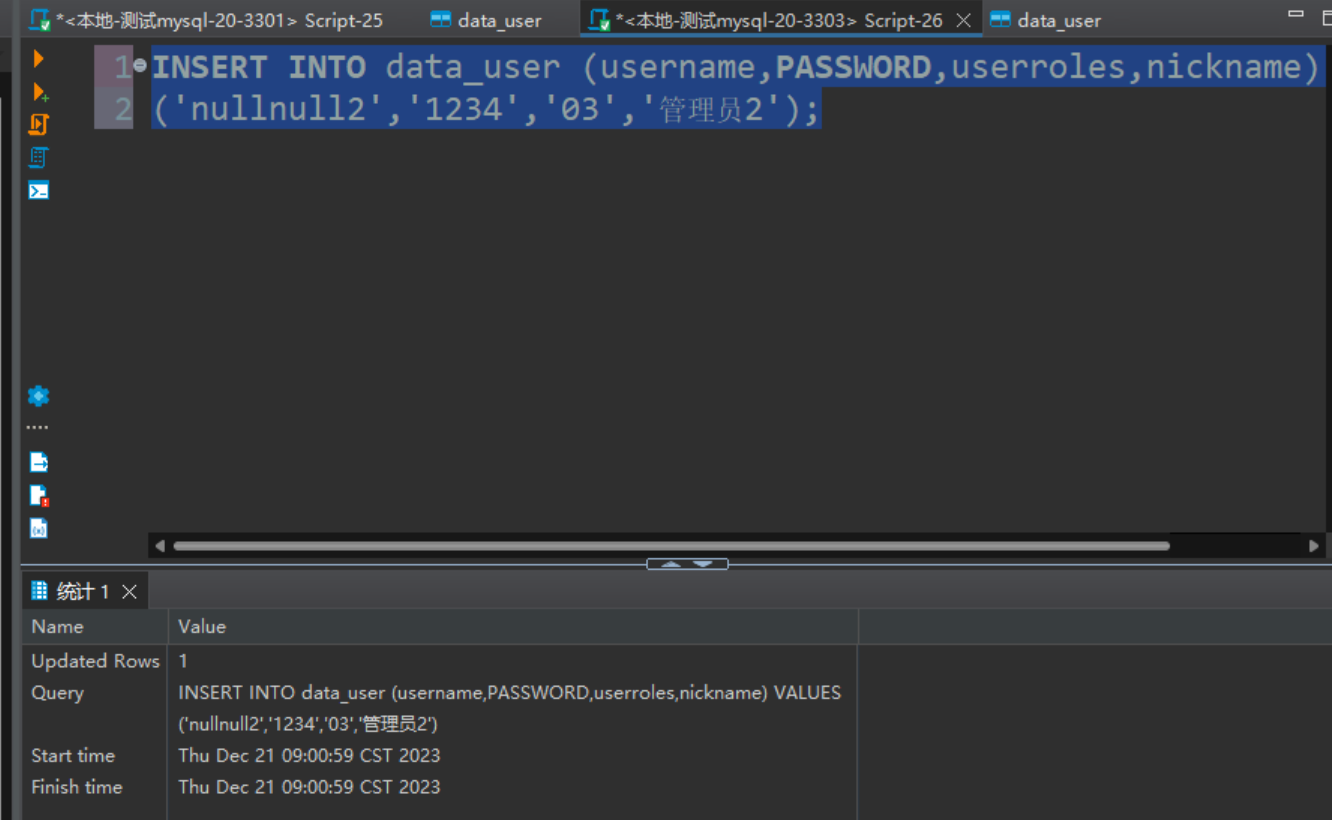 *<本地-测试mysql-20-3301> Script-25
data_user
*<本地-测试mysql-20-3303> Script-26
data_user
1 INSERT INTO data_user (username,PASSWORD,userroles,nickname)
2 ('nullnull2','1234','03','管理员2');
统计 1
Name Value
Updated Rows 1
Query INSERT INTO data_user (username,PASSWORD,userroles,nickname) VALUES
('nullnull2','1234','03','管理员2')
Start time Thu Dec 21 09:00:59 CST 2023
Finish time Thu Dec 21 09:00:59 CST 2023